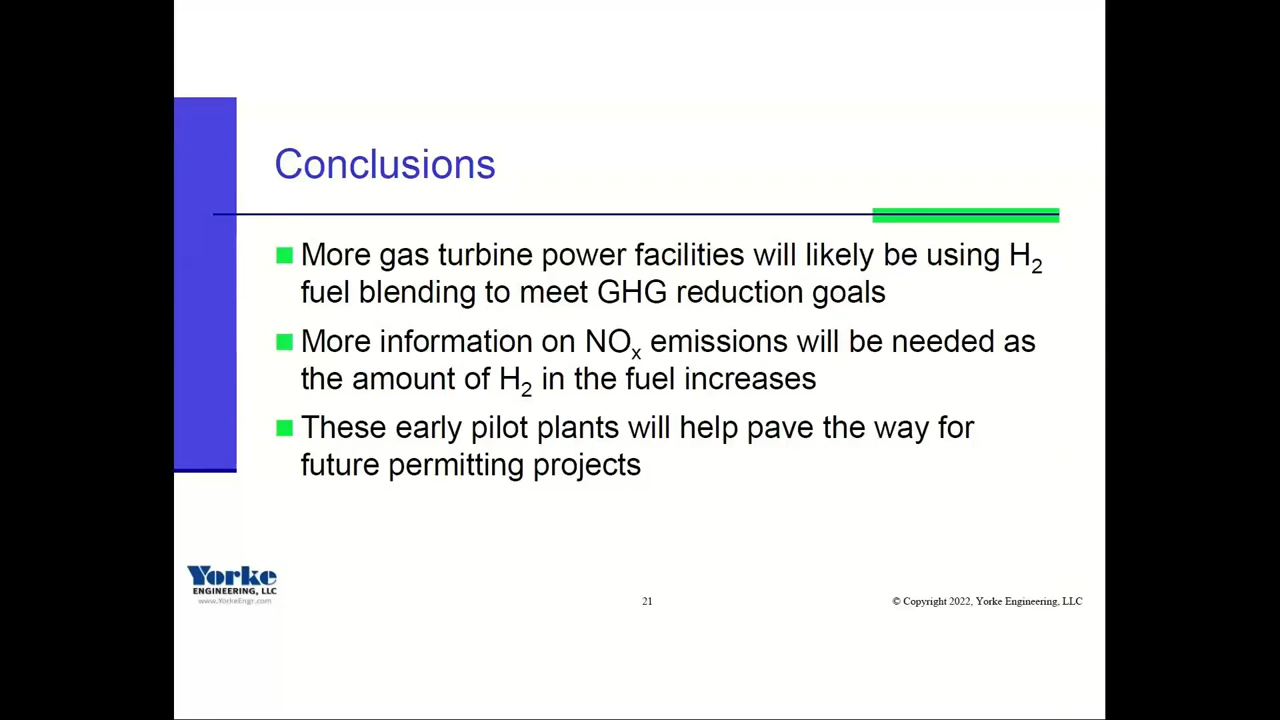 Conclusions
More gas turbine power facilities will likely be using H₂
fuel blending to meet GHG reduction goals
More information on NOₓ emissions will be needed as
the amount of H₂ in the fuel increases
These early pilot plants will help pave the way for
future permitting projects
Yorke
ENGINEERING, LLC
www.YorkeEngr.com
21
© Copyright 2022, Yorke Engineering, LLC